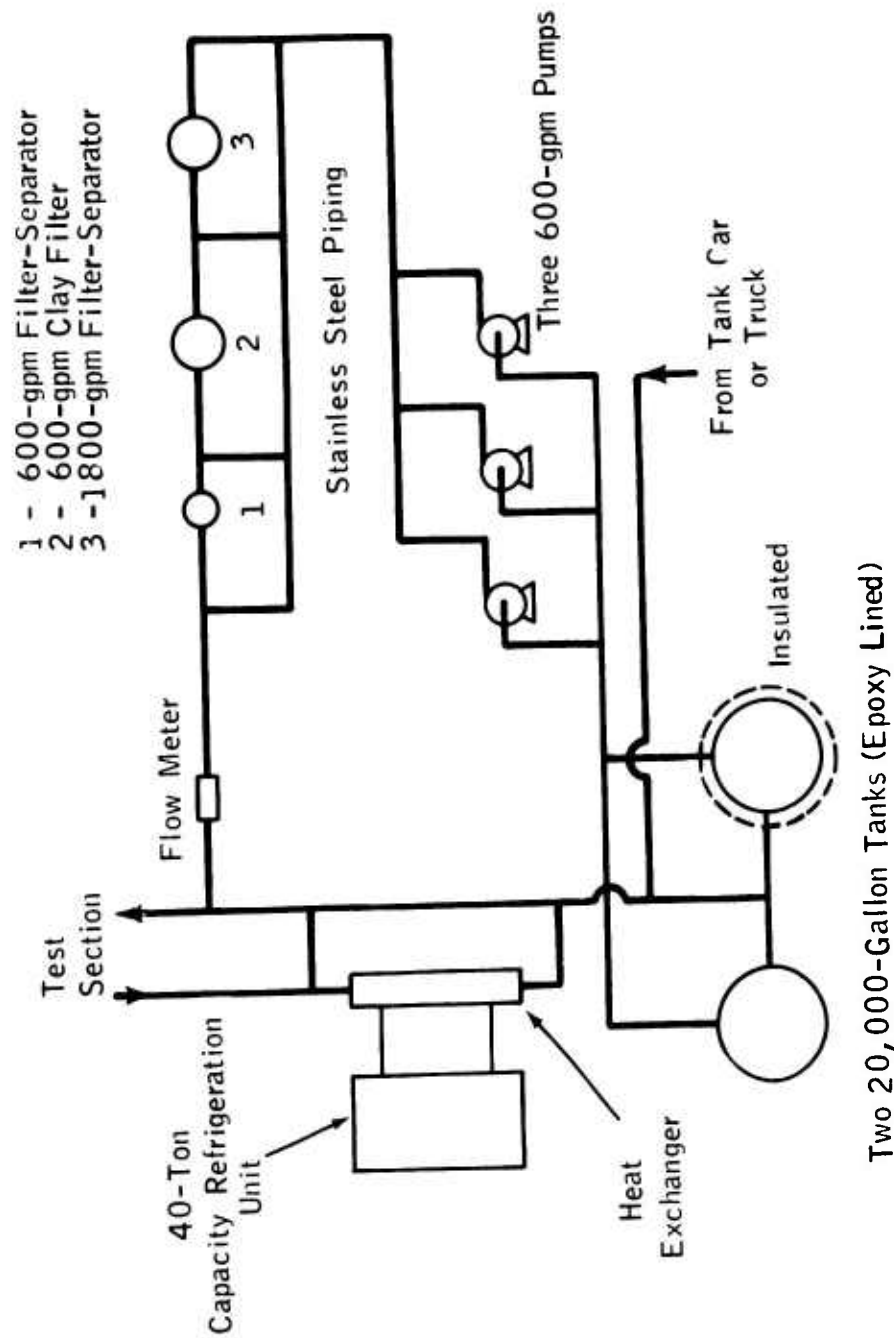 1 - 600-gpm Filter-Separator
2 - 600-gpm Clay Filter
3 -1800-gpm Filter-Separator
Test
Section
Flow Meter
1
2
3
40-Ton
Capacity Refrigeration
Unit
Stainless Steel Piping
Three 600-gpm Pumps
Heat
Exchanger
From Tank Car
or Truck
Insulated
Two 20,000-Gallon Tanks (Epoxy Lined)